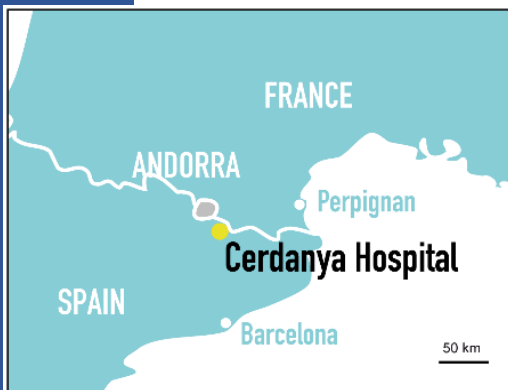 FRANCE
ANDORRA
Perpignan
Cerdanya Hospital
SPAIN
Barcelona
50 km